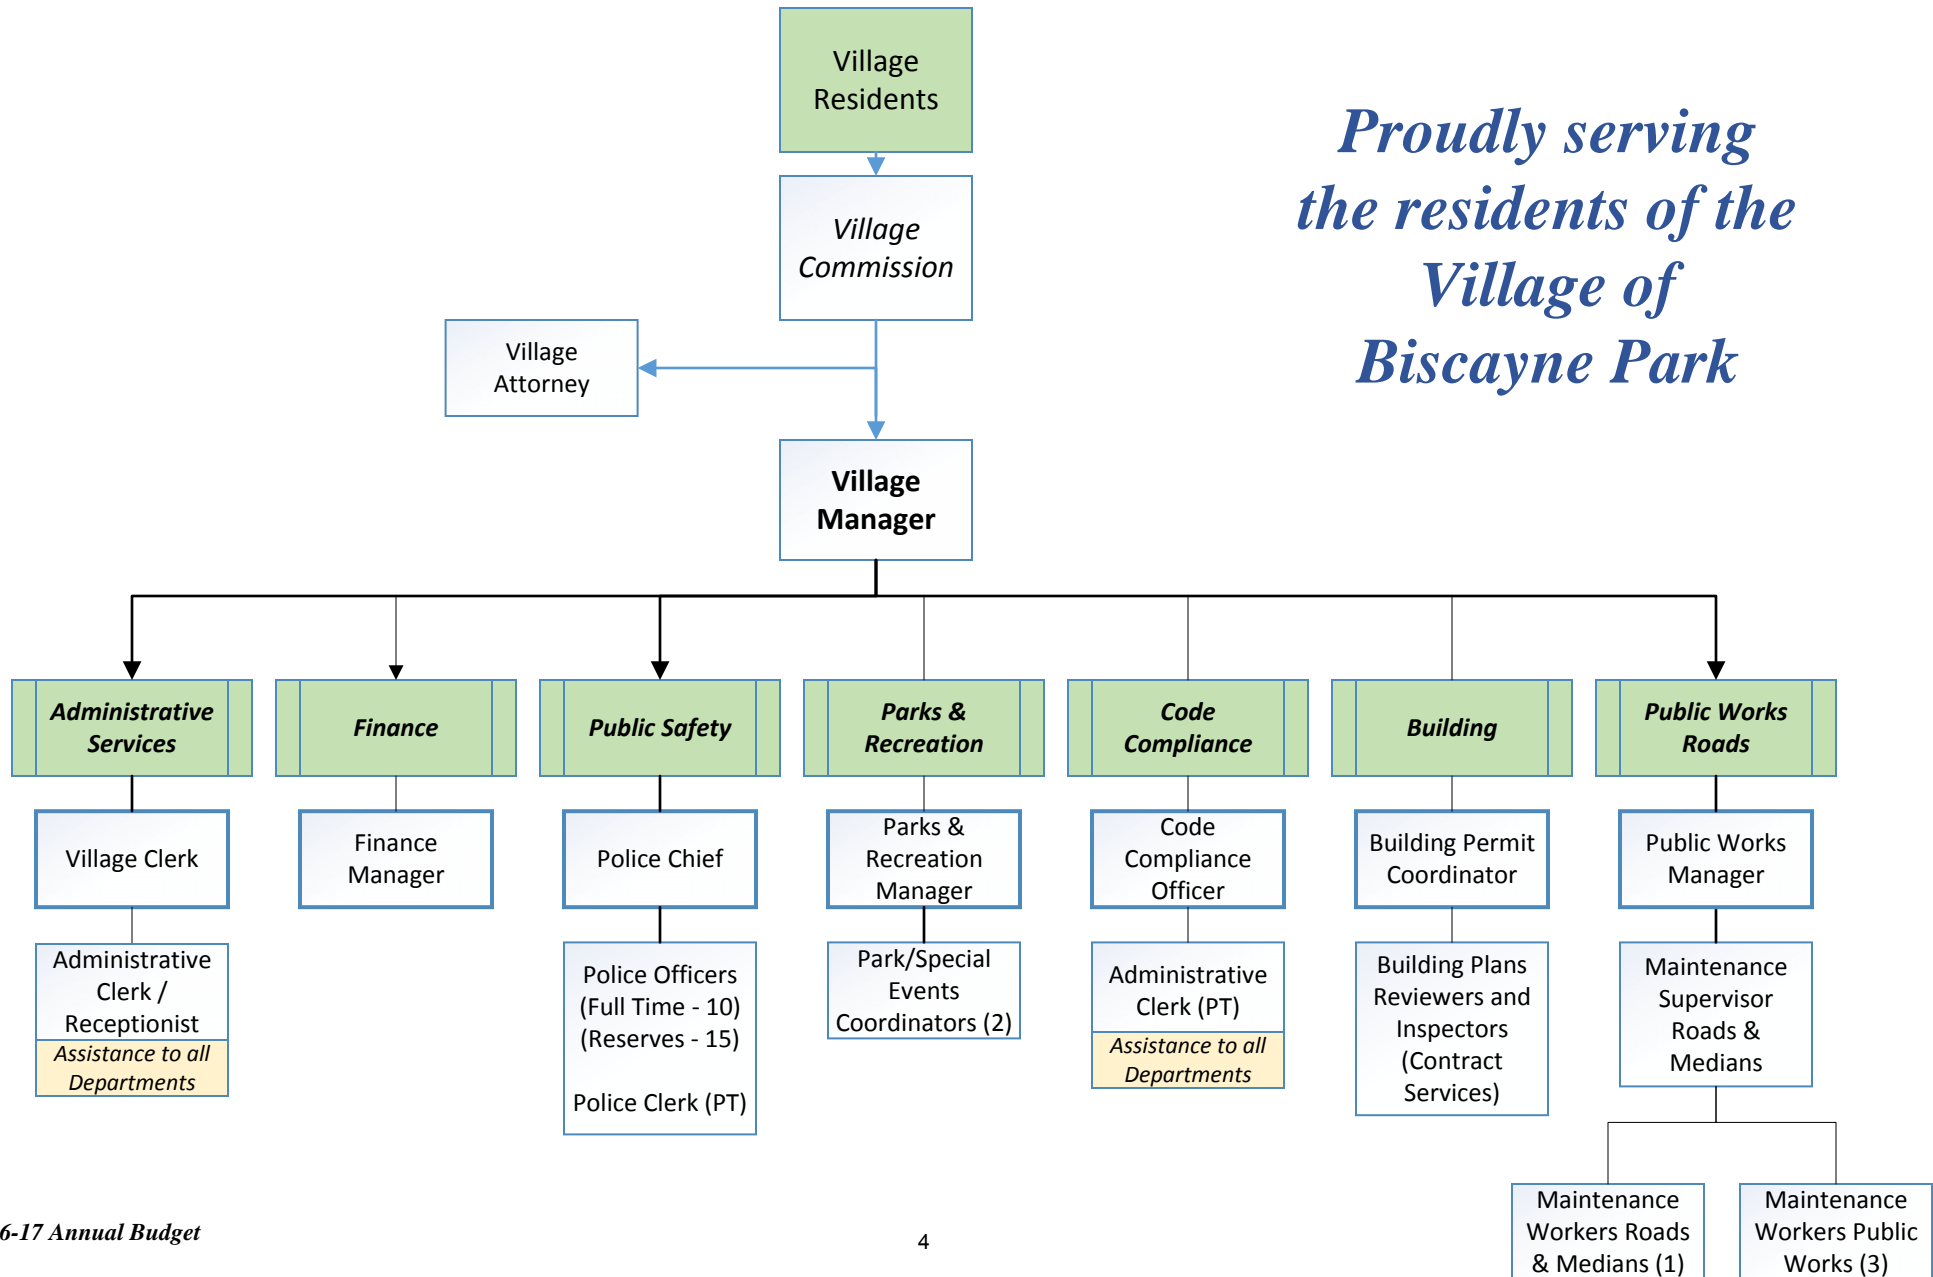 Village
Residents
Proudly serving
the residents of the
Village of
Biscayne Park
Village
Commission
Village
Attorney
Village
Manager
Administrative
Services
Finance
Public Safety
Parks &
Recreation
Code
Compliance
Building
Public Works
Roads
Village Clerk
Finance
Manager
Police Chief
Parks &
Recreation
Manager
Code
Compliance
Officer
Building Permit
Coordinator
Public Works
Manager
Administrative
Clerk /
Receptionist
Assistance to all
Departments
Police Officers
(Full Time - 10)
(Reserves - 15)
Police Clerk (PT)
Park/Special
Events
Coordinators (2)
Administrative
Clerk (PT)
Assistance to all
Departments
Building Plans
Reviewers and
Inspectors
(Contract
Services)
Maintenance
Supervisor
Roads &
Medians
Maintenance
Workers Roads
& Medians (1)
Maintenance
Workers Public
Works (3)
6-17 Annual Budget
4